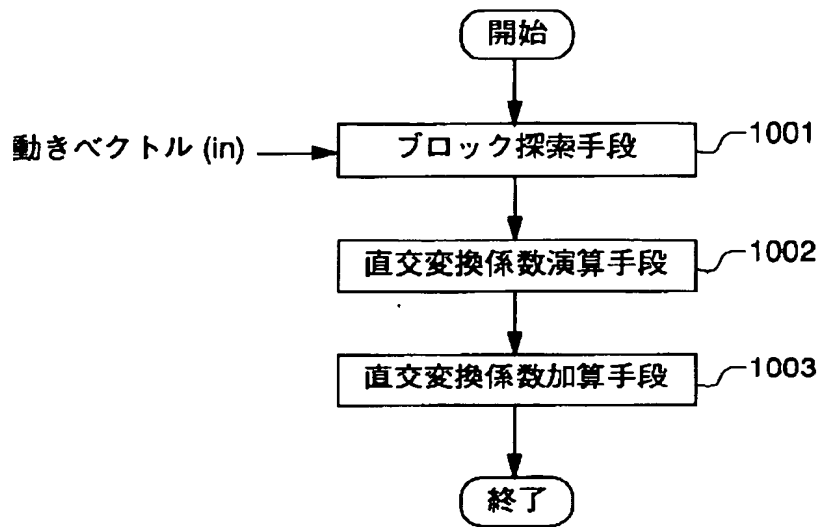 開始
動きベクトル (in)
ブロック探索手段
1001
直交変換係数演算手段
1002
直交変換係数加算手段
1003
終了